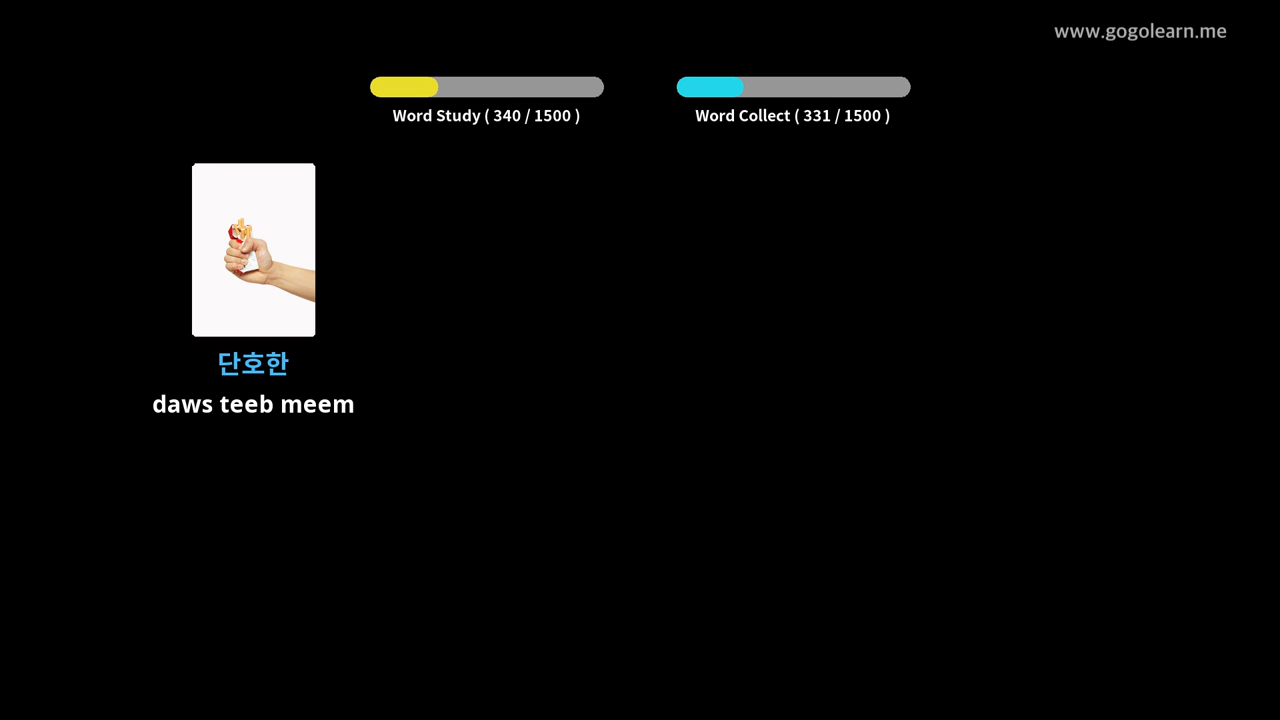 www.gogolearn.me
Word Study ( 340 / 1500 )
Word Collect ( 331 / 1500 )
단호한
daws teeb meem